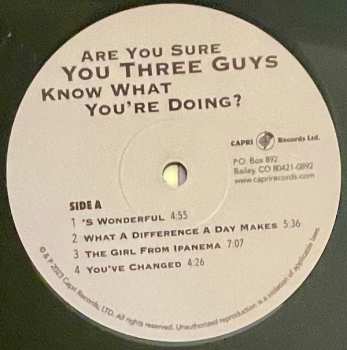 ARE YOU SURE
YOU THREE GUYS
KNOW WHAT
YOU'RE DOING?
CAPRI Records Ltd.
P.O. Box 892
Bailey, CO 80421-0892
www.caprirecords.com
SIDE A
1 'S WONDERFUL 4:55
2 WHAT A DIFFERENCE A DAY MAKES 5:36
3 THE GIRL FROM IPANEMA 7:07
4 YOU'VE CHANGED 4:26
© & P 2023 Capri Records, LTD. All rights reserved. Unauthorized reproduction is a violation of applicable laws.